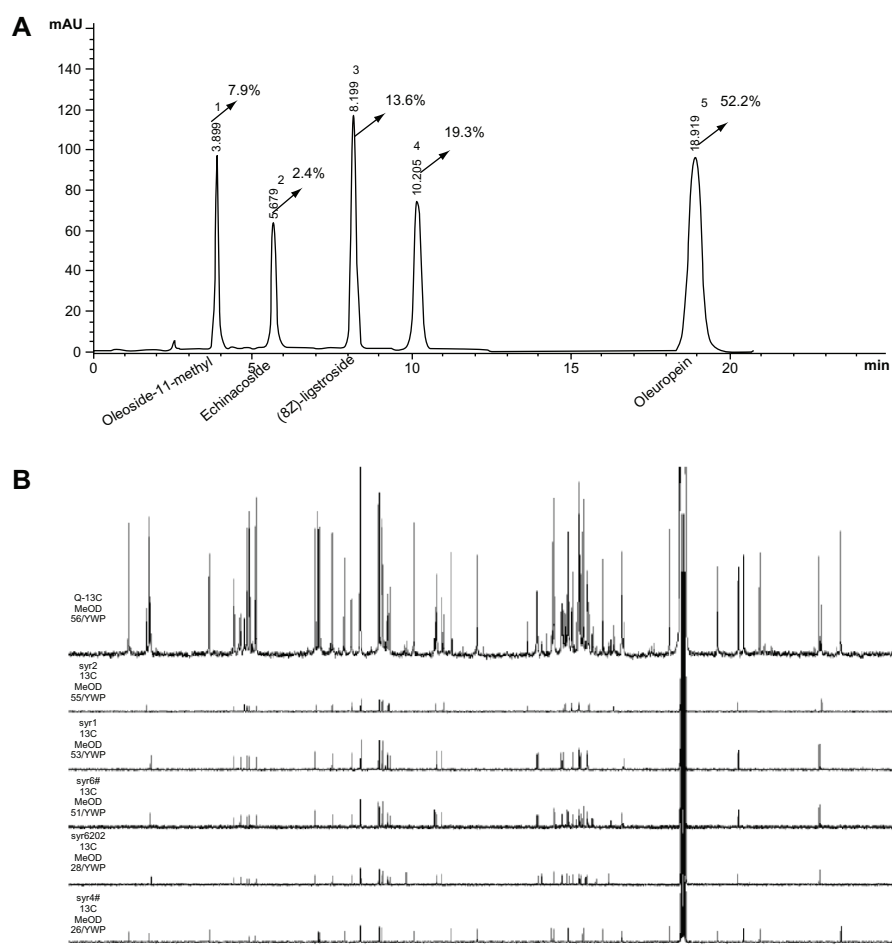 A
mAU
140
120
100
80
60
40
20
0
1
3.899
7.9%
2
5.679
2.4%
3
8.199
13.6%
4
10.205
19.3%
5
18.919
52.2%
0
5
10
15
20
min
Oleoside-11-methyl
Echinacoside
(8Z)-ligstroside
Oleuropein
B
Q-13C
MeOD
56/YWP
syr2
13C
MeOD
55/YWP
syr1
13C
MeOD
53/YWP
syr6#
13C
MeOD
51/YWP
syr6202
13C
MeOD
28/YWP
syr4#
13C
MeOD
26/YWP